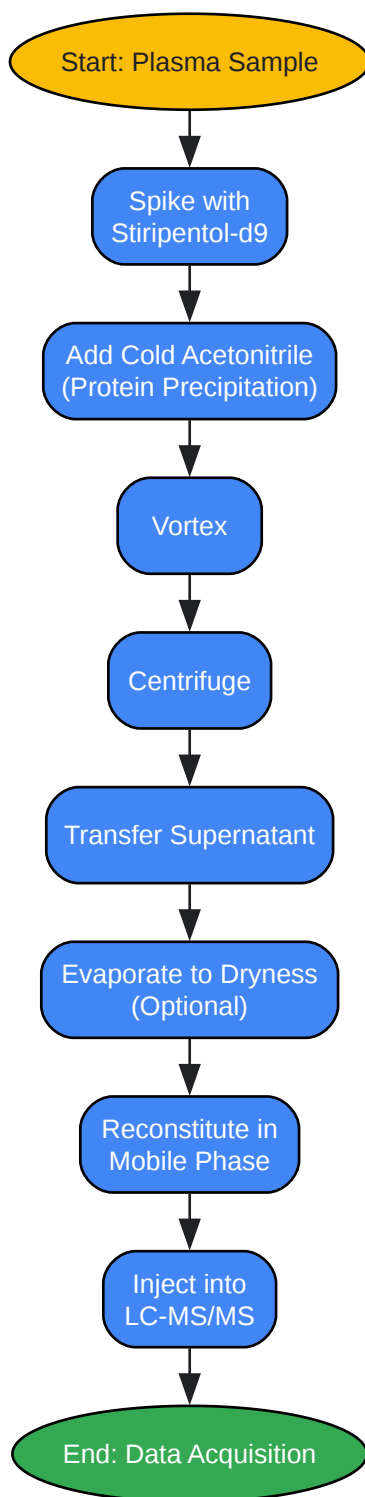 Start: Plasma Sample
Spike with
Stiripentol-d9
Add Cold Acetonitrile
(Protein Precipitation)
Vortex
Centrifuge
Transfer Supernatant
Evaporate to Dryness
(Optional)
Reconstitute in
Mobile Phase
Inject into
LC-MS/MS
End: Data Acquisition